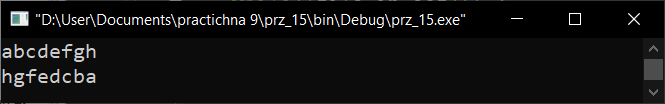 "D:\User\Documents\practichna 9\prz_15\bin\Debug\prz_15.exe"
abcdefgh
hgfedcba